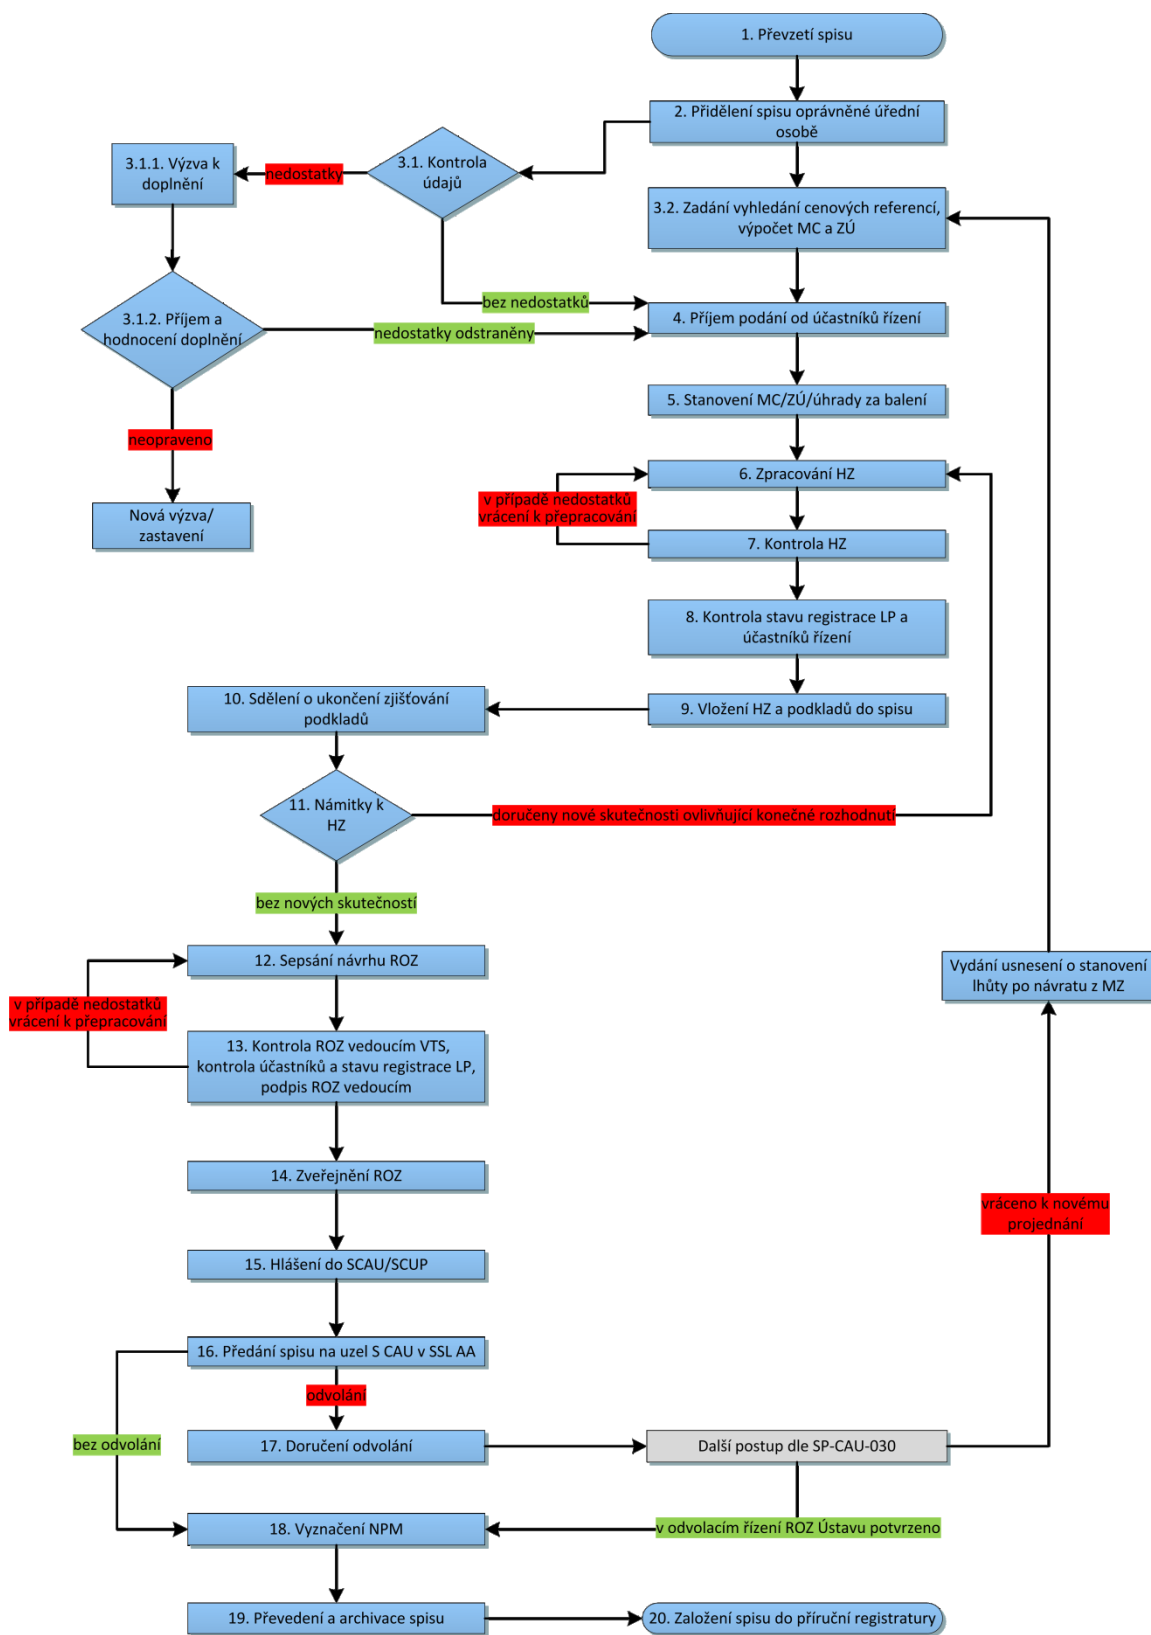 1. Převzetí spisu
2. Přidělení spisu oprávněné úřední
osobě
3.1. Kontrola
údajů
nedostatky
3.1.1. Výzva k
doplnění
3.2. Zadání vyhledání cenových referencí,
výpočet MC a ZÚ
bez nedostatků
3.1.2. Příjem a
hodnocení doplnění
nedostatky odstraněny
4. Příjem podání od účastníků řízení
neopraveno
Nová výzva/
zastavení
5. Stanovení MC/ZÚ/úhrady za balení
6. Zpracování HZ
v případě nedostatků
vrácení k přepracování
7. Kontrola HZ
8. Kontrola stavu registrace LP a
účastníků řízení
9. Vložení HZ a podkladů do spisu
10. Sdělení o ukončení zjišťování
podkladů
11. Námitky k
HZ
doručeny nové skutečnosti ovlivňující konečné rozhodnutí
bez nových skutečností
12. Sepsání návrhu ROZ
v případě nedostatků
vrácení k přepracování
13. Kontrola ROZ vedoucím VTS,
kontrola účastníků a stavu registrace LP,
podpis ROZ vedoucím
Vydání usnesení o stanovení
lhůty po návratu z MZ
14. Zveřejnění ROZ
vráceno k novému
projednání
15. Hlášení do SCAU/SCUP
16. Předání spisu na uzel S CAU v SSL AA
odvolání
bez odvolání
17. Doručení odvolání
Další postup dle SP-CAU-030
18. Vyznačení NPM
v odvolacím řízení ROZ Ústavu potvrzeno
19. Převedení a archivace spisu
20. Založení spisu do příruční registratury